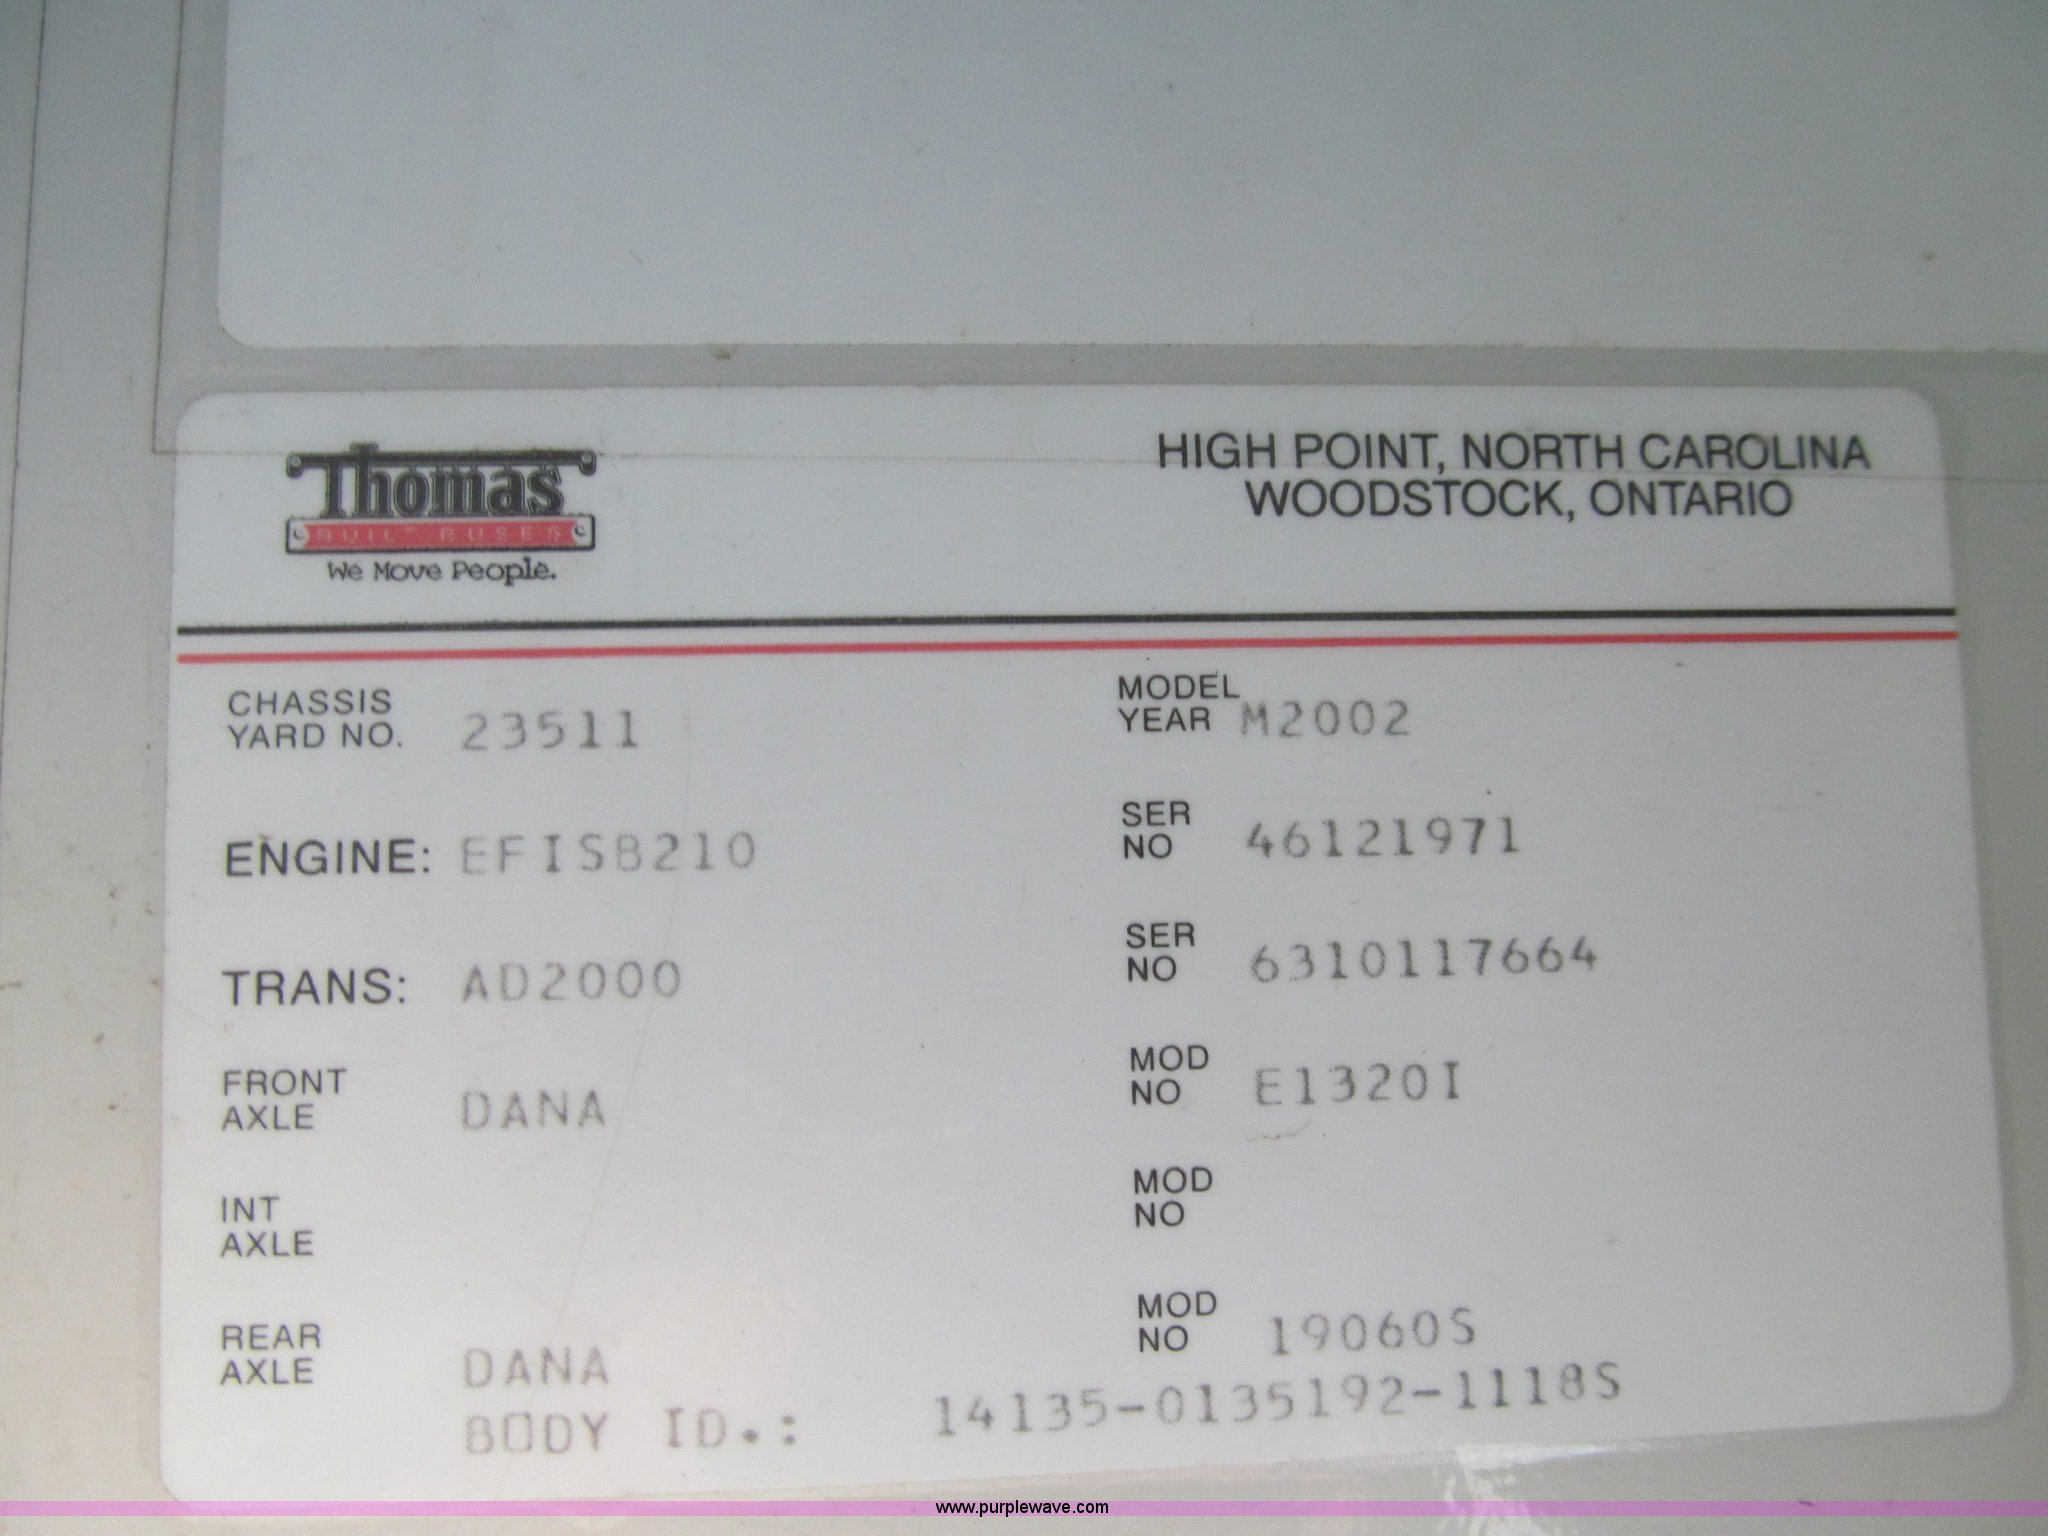 Thomas
BUILT BUSES
We Move People.
HIGH POINT, NORTH CAROLINA
WOODSTOCK, ONTARIO
CHASSIS
YARD NO. 23511
MODEL
YEAR M2002
ENGINE: EFISB210
SER
NO 46121971
TRANS: AD2000
SER
NO 6310117664
FRONT
AXLE DANA
MOD
NO E1320I
INT
AXLE
MOD
NO
REAR
AXLE DANA
MOD
NO 19060S
BODY ID.: 14135-0135192-1118S
www.purplewave.com